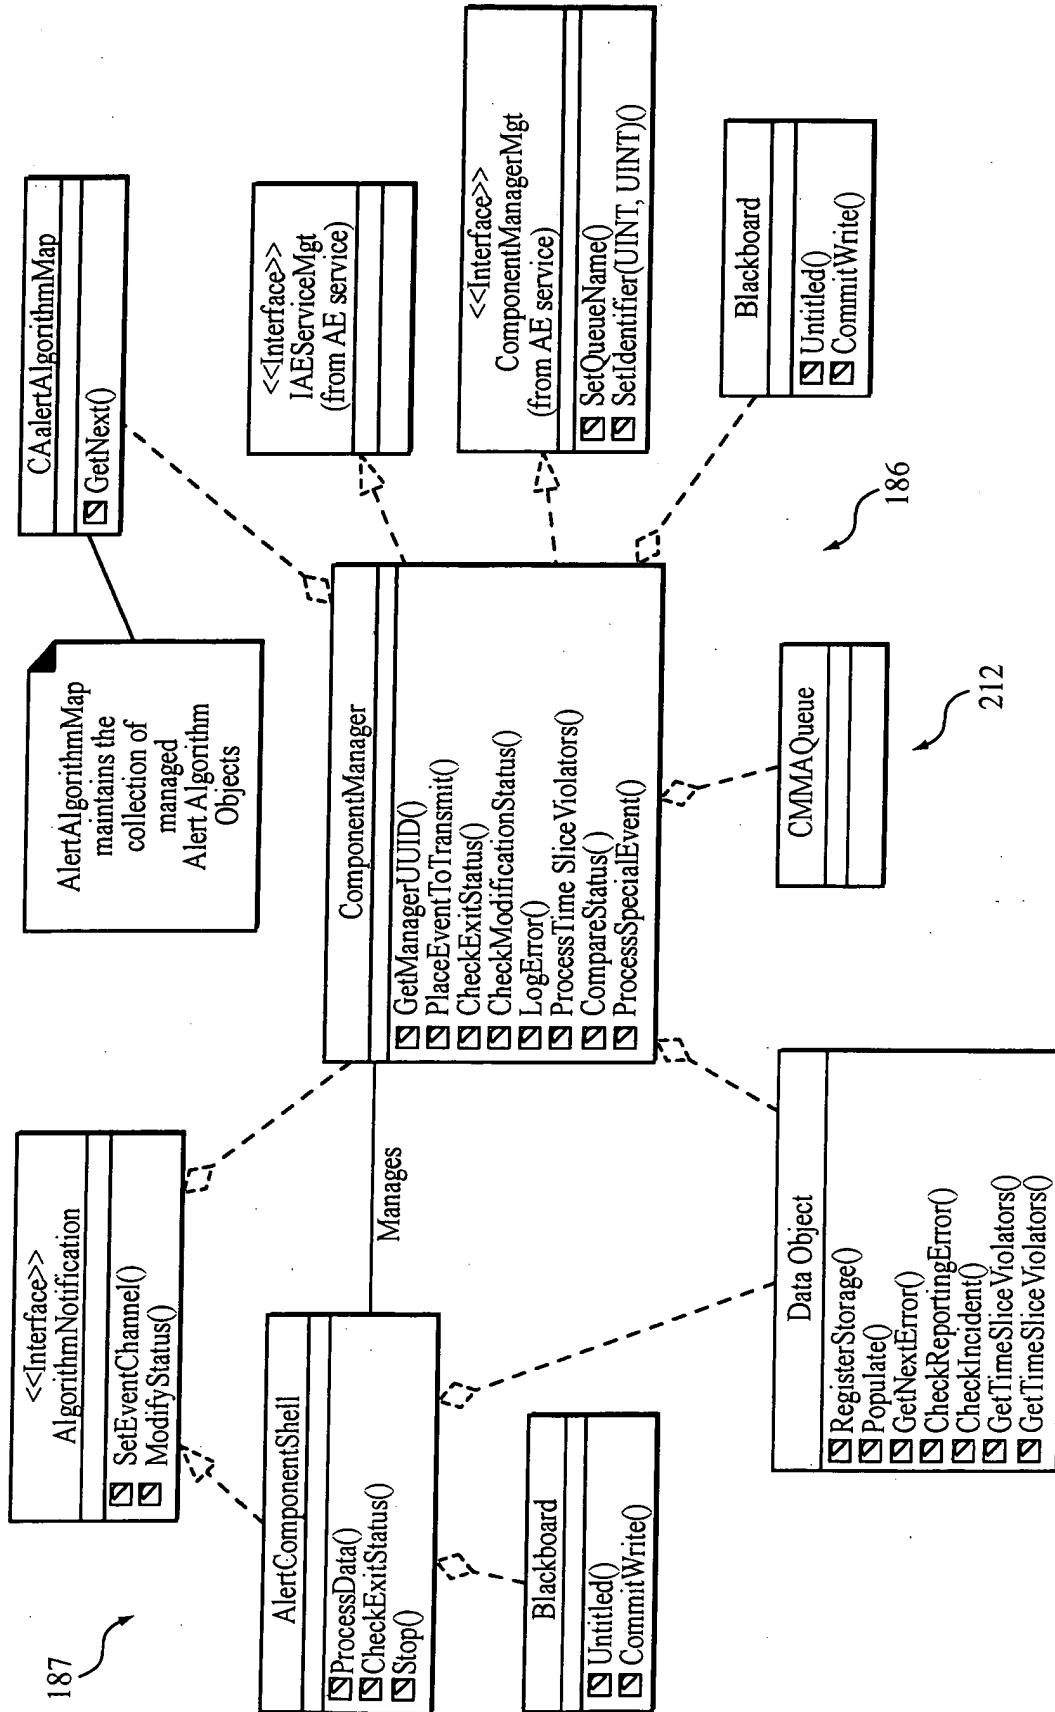 187
<<Interface>>
AlgorithmNotification
SetEventChannel()
ModifyStatus()
AlertAlgorithmMap
maintains the
collection of
managed
Alert Algorithm
Objects
CAalertAlgorithmMap
GetNext()
<<Interface>>
IAEServiceMgt
(from AE service)
AlertComponentShell
ProcessData()
CheckExitStatus()
Stop()
Manages
ComponentManager
GetManagerUUID()
PlaceEventToTransmit()
CheckExitStatus()
CheckModificationStatus()
LogError()
ProcessTime SliceViolators()
CompareStatus()
ProcessSpecialEvent()
<<Interface>>
ComponentManagerMgt
(from AE service)
SetQueueName()
SetIdentifier(UINT, UINT)()
Blackboard
Untitled()
CommitWrite()
Data Object
RegisterStorage()
Populate()
GetNextError()
CheckReportingError()
CheckIncident()
GetTimeSliceViolators()
GetTimeSliceViolators()
CMMAQueue
212
186
Blackboard
Untitled()
CommitWrite()